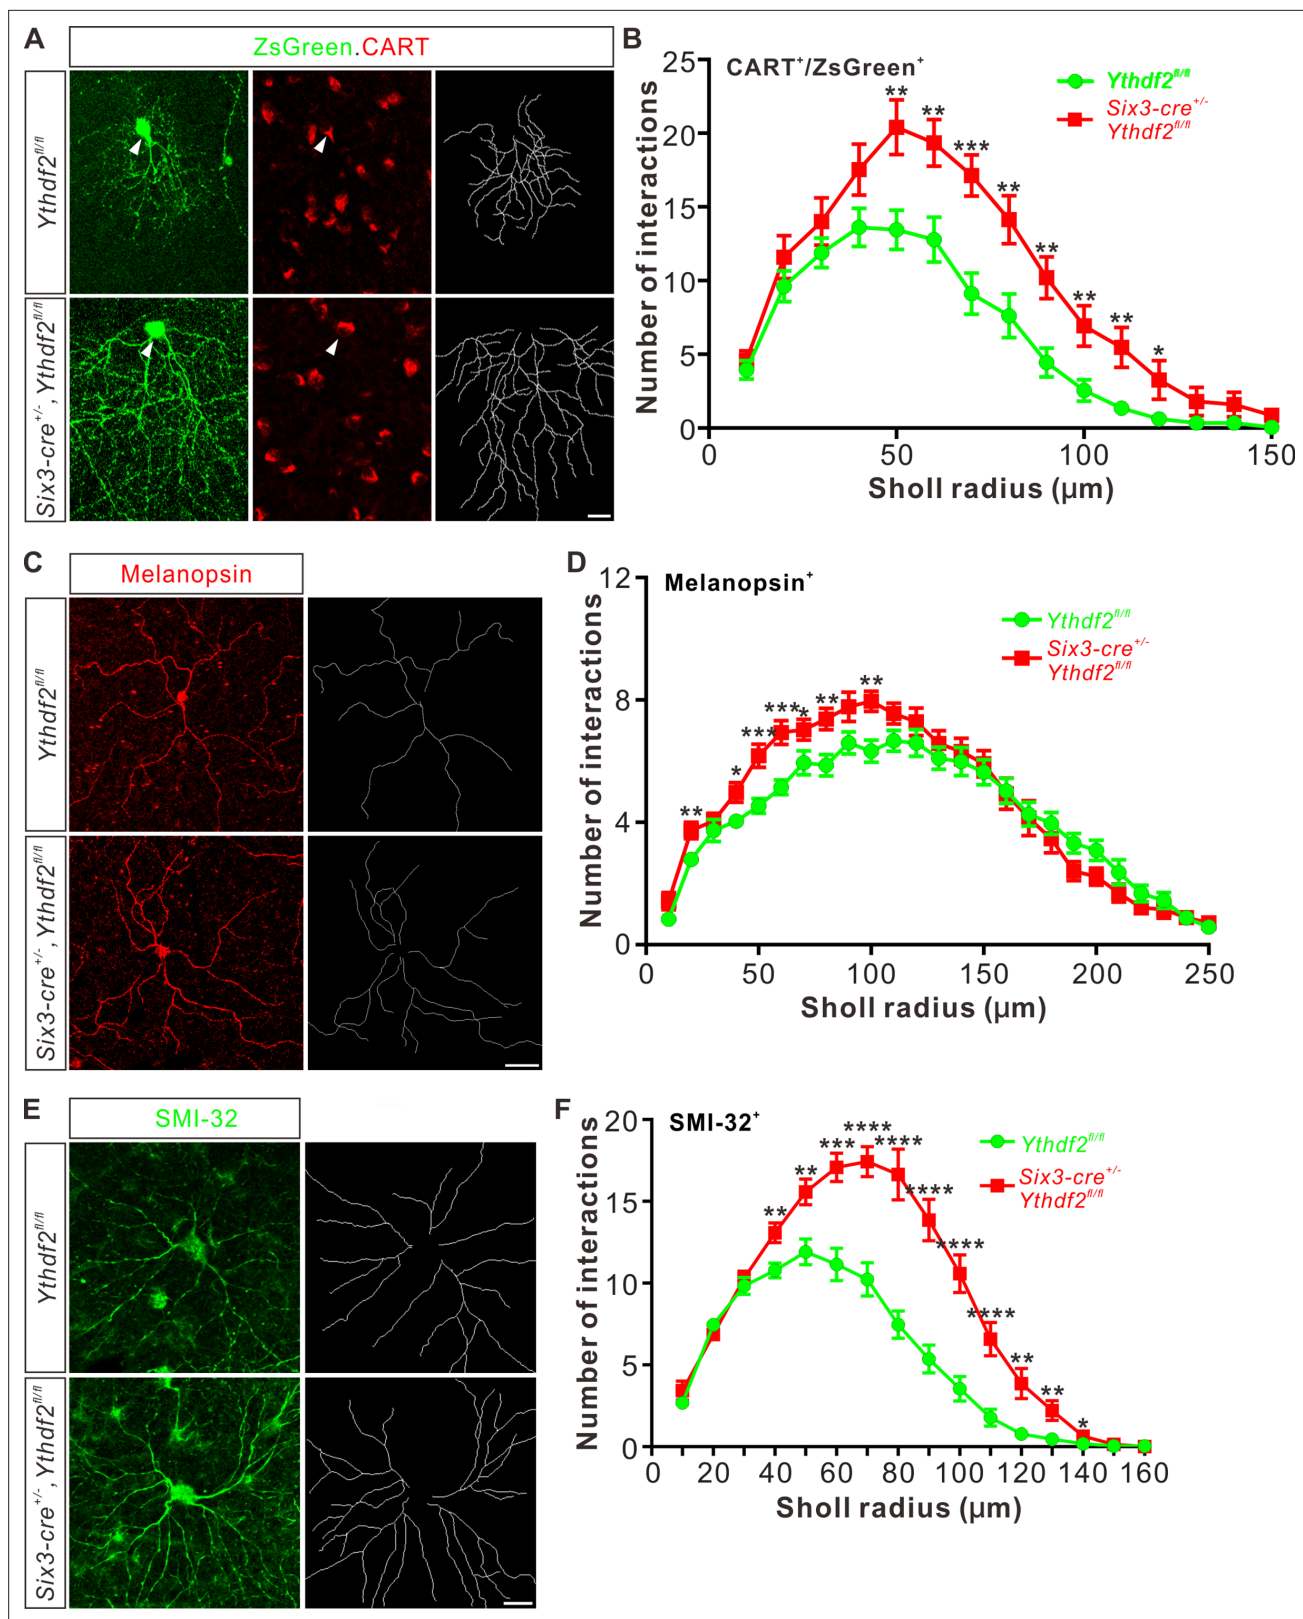 A
ZsGreen.CART
Ythdf2fl/fl
Six3-cre+/-, Ythdf2fl/fl
B
CART+/ZsGreen+
Ythdf2fl/fl
Six3-cre+/-
Ythdf2fl/fl
Number of interactions
25
20
15
10
5
0
** ** *** ** ** ** ** *
0 50 100 150
Sholl radius (µm)
C
Melanopsin
Ythdf2fl/fl
Six3-cre+/-, Ythdf2fl/fl
D
Melanopsin+
Ythdf2fl/fl
Six3-cre+/-
Ythdf2fl/fl
Number of interactions
12
8
4
0
** * *** *** * ** **
0 50 100 150 200 250
Sholl radius (µm)
E
SMI-32
Ythdf2fl/fl
Six3-cre+/-, Ythdf2fl/fl
F
SMI-32+
Ythdf2fl/fl
Six3-cre+/-
Ythdf2fl/fl
Number of interactions
20
15
10
5
0
** ** *** **** **** **** **** **** ** ** *
0 20 40 60 80 100 120 140 160
Sholl radius (µm)